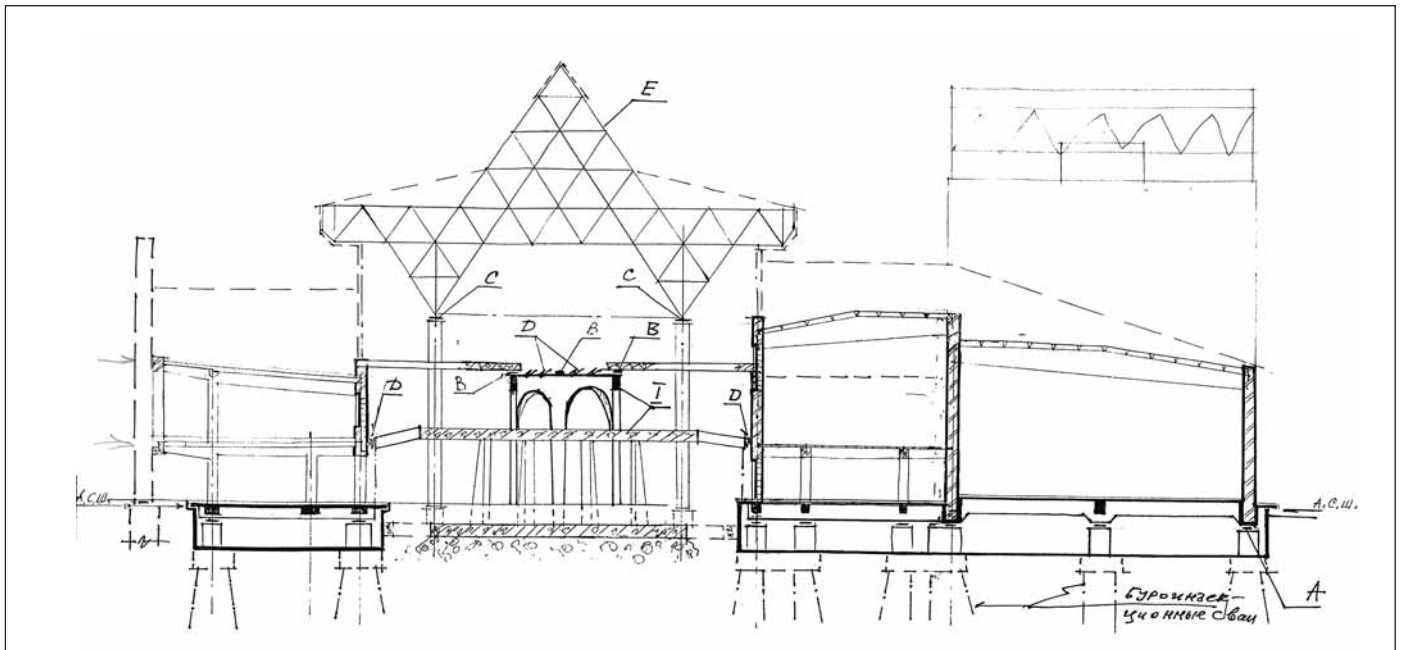 E
C C
D B B
B
D I D
А.С.Ш. А.С.Ш.
A
Буроинъек-
ционные сваи